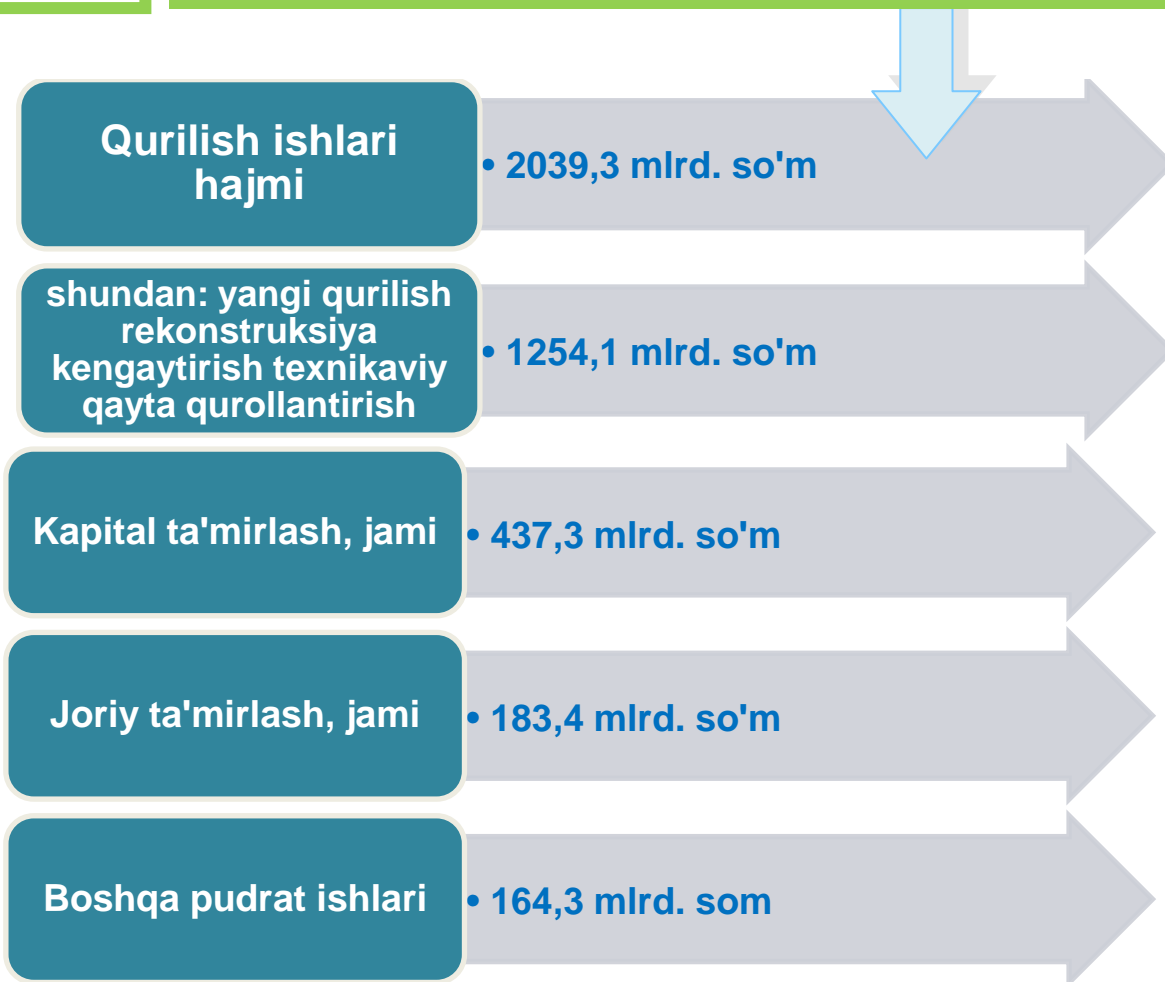 Qurilish ishlari
hajmi
• 2039,3 mlrd. so'm
shundan: yangi qurilish
rekonstruksiya
kengaytirish texnikaviy
qayta qurollantirish
• 1254,1 mlrd. so'm
Kapital ta'mirlash, jami
• 437,3 mlrd. so'm
Joriy ta'mirlash, jami
• 183,4 mlrd. so'm
Boshqa pudrat ishlari
• 164,3 mlrd. som